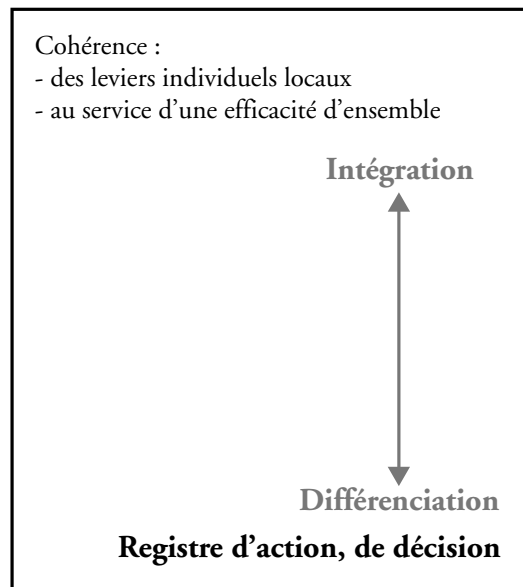 Cohérence :
- des leviers individuels locaux
- au service d’une efficacité d’ensemble
Intégration
Différenciation
Registre d’action, de décision